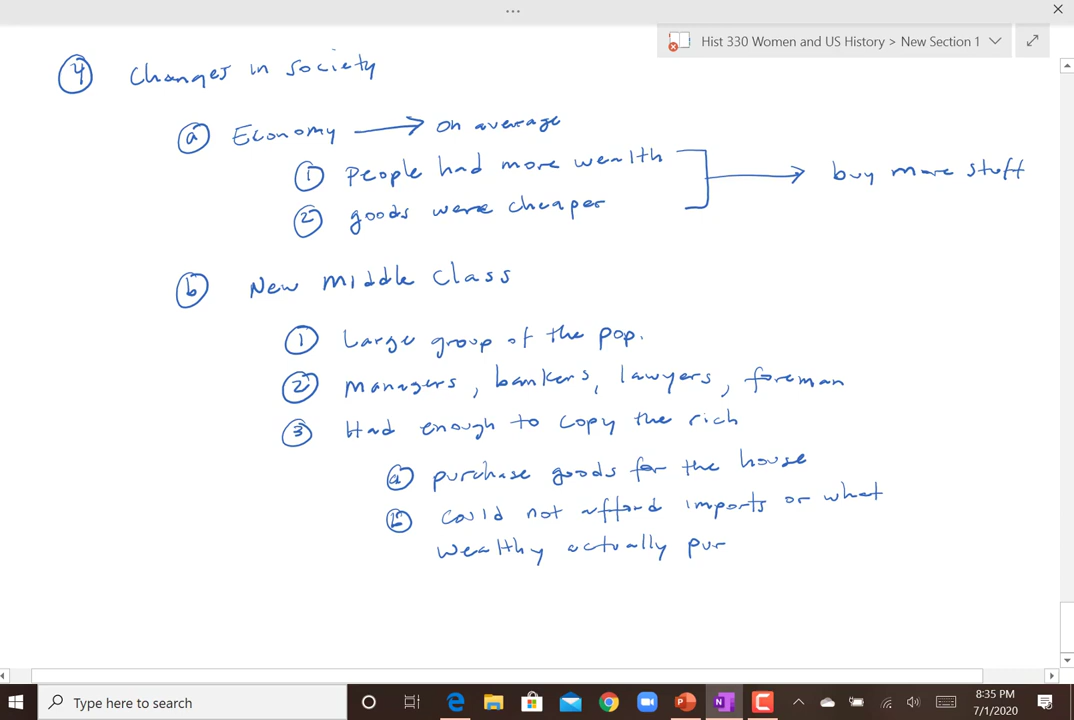 ...
Hist 330 Women and US History > New Section 1
4 Changes in society
a Economy → on average
1 People had more wealth
→ buy more stuff
2 goods were cheaper
b New middle class
1 Large group of the pop.
2 managers, bankers, lawyers, foreman
3 Had enough to copy the rich
a purchase goods for the house
b could not afford imports or what
wealthy actually pur
Type here to search
8:35 PM
7/1/2020